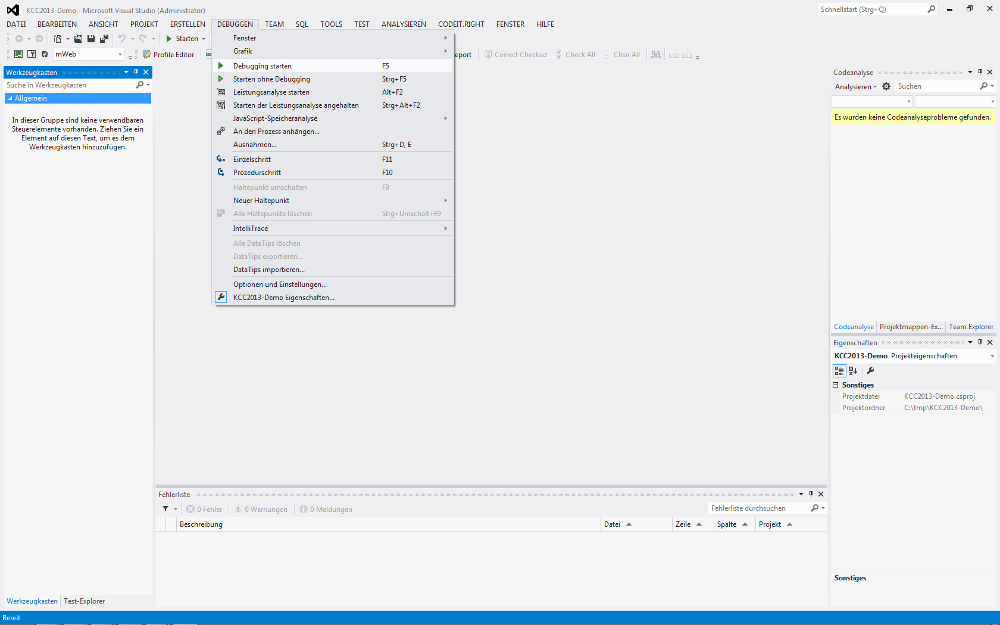 KCC2013-Demo - Microsoft Visual Studio (Administrator)
Schnellstart (Strg+Q)
DATEI BEARBEITEN ANSICHT PROJEKT ERSTELLEN DEBUGGEN TEAM SQL TOOLS TEST ANALYSIEREN CODEIT.RIGHT FENSTER HILFE
Starten
mWeb Profile Editor
eport Correct Checked Check All Clear All
Fenster
Grafik
Debugging starten F5
Starten ohne Debugging Strg+F5
Leistungsanalyse starten Alt+F2
Starten der Leistungsanalyse angehalten Strg+Alt+F2
JavaScript-Speicheranalyse
An den Prozess anhängen...
Ausnahmen... Strg+D, E
Einzelschritt F11
Prozedurschritt F10
Haltepunkt umschalten F9
Neuer Haltepunkt
Alle Haltepunkte löschen Strg+Umschalt+F9
IntelliTrace
Alle DataTips löschen
DataTips exportieren...
DataTips importieren...
Optionen und Einstellungen...
KCC2013-Demo Eigenschaften...
Werkzeugkasten
Suche in Werkzeugkasten
Allgemein
In dieser Gruppe sind keine verwendbaren
Steuerelemente vorhanden. Ziehen Sie ein
Element auf diesen Text, um es dem
Werkzeugkasten hinzuzufügen.
Werkzeugkasten Test-Explorer
Fehlerliste
0 Fehler 0 Warnungen 0 Meldungen
Fehlerliste durchsuchen
Beschreibung Datei Zeile Spalte Projekt
Codeanalyse
Analysieren Suchen
Es wurden keine Codeanalyseprobleme gefunden.
Codeanalyse Projektmappen-Ex... Team Explorer
Eigenschaften
KCC2013-Demo Projekteigenschaften
Sonstiges
Projektdatei KCC2013-Demo.csproj
Projektordner C:\tmp\KCC2013-Demo\
Sonstiges
Bereit